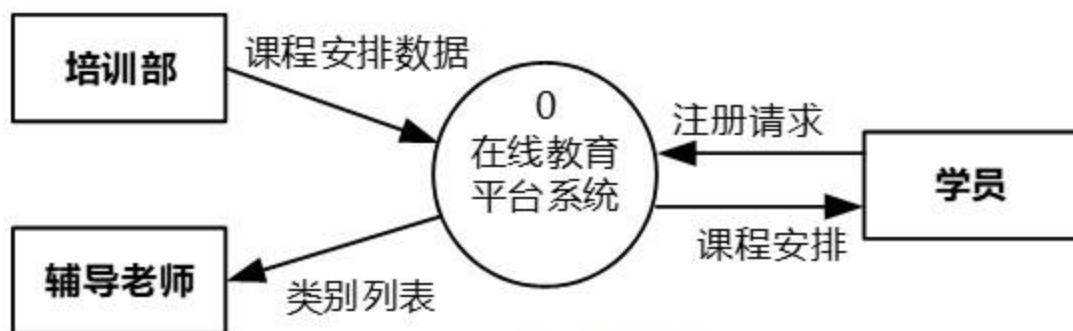 培训部
课程安排数据
0
在线教育
平台系统
注册请求
学员
课程安排
辅导老师
类别列表